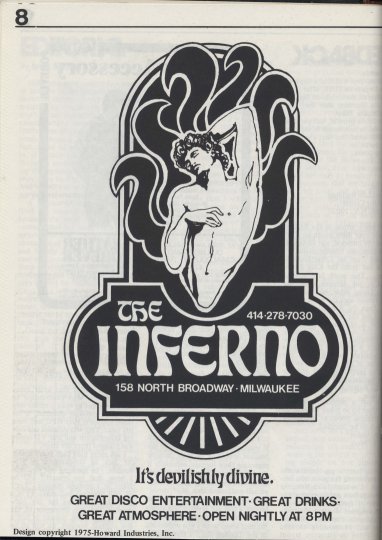 8
THE
414·278·7030
INFERNO
158 NORTH BROADWAY·MILWAUKEE
It's devilishly divine.
GREAT DISCO ENTERTAINMENT·GREAT DRINKS·
GREAT ATMOSPHERE·OPEN NIGHTLY AT 8PM
Design copyright 1975-Howard Industries, Inc.